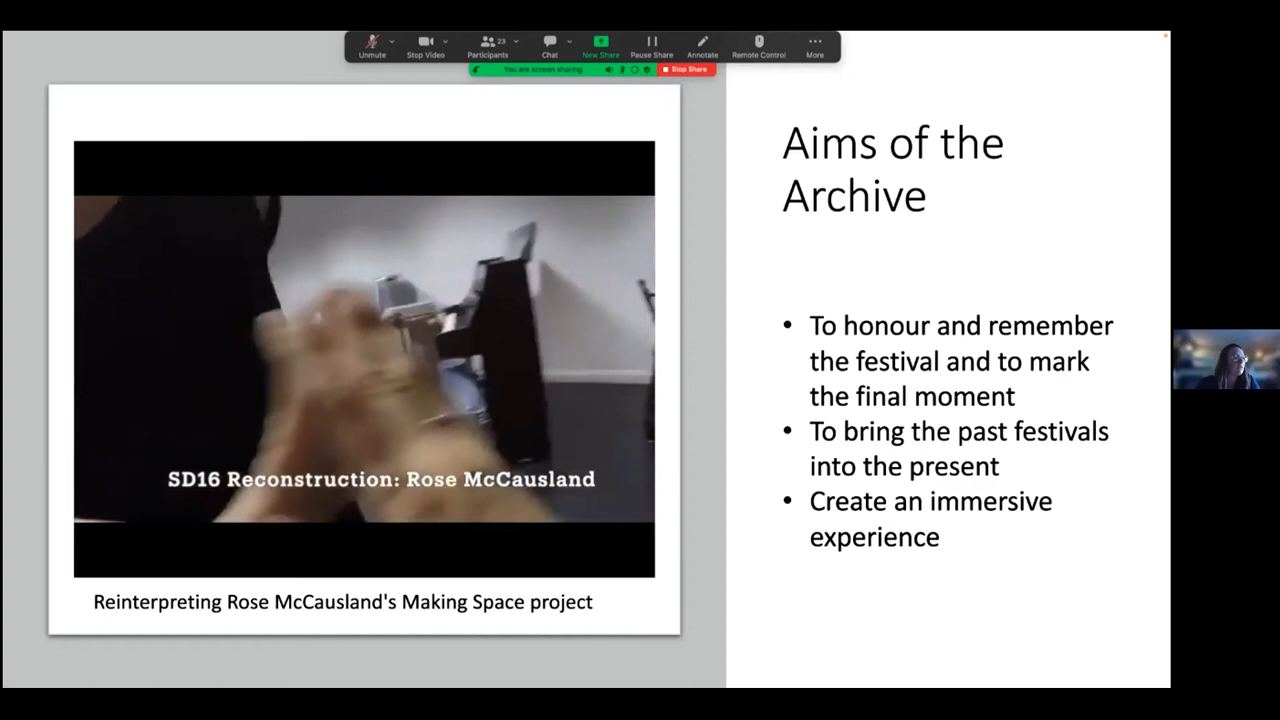 Unmute
Stop Video
Participants
23
Chat
New Share
Pause Share
Annotate
Remote Control
More
You are screen sharing
Stop Share
SD16 Reconstruction: Rose McCausland
Reinterpreting Rose McCausland's Making Space project
Aims of the
Archive
• To honour and remember
the festival and to mark
the final moment
• To bring the past festivals
into the present
• Create an immersive
experience